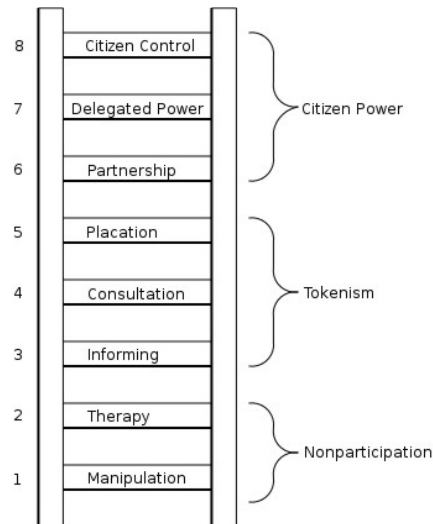 8 Citizen Control
7 Delegated Power Citizen Power
6 Partnership
5 Placation
4 Consultation Tokenism
3 Informing
2 Therapy
Nonparticipation
1 Manipulation